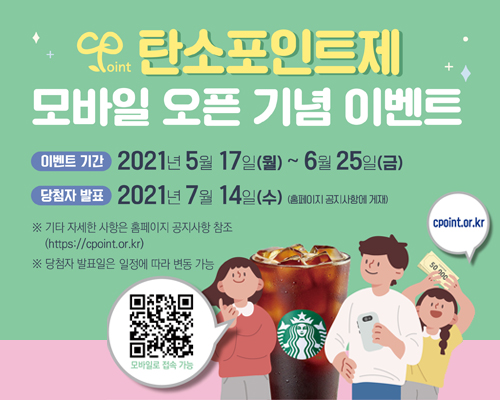 cPoint 탄소포인트제
모바일 오픈 기념 이벤트
이벤트 기간 2021년 5월 17일(월) ~ 6월 25일(금)
당첨자 발표 2021년 7월 14일(수) (홈페이지 공지사항에 게재)
※ 기타 자세한 사항은 홈페이지 공지사항 참조
(https://cpoint.or.kr)
※ 당첨자 발표일은 일정에 따라 변동 가능
cpoint.or.kr
50,000
모바일로 접속 가능